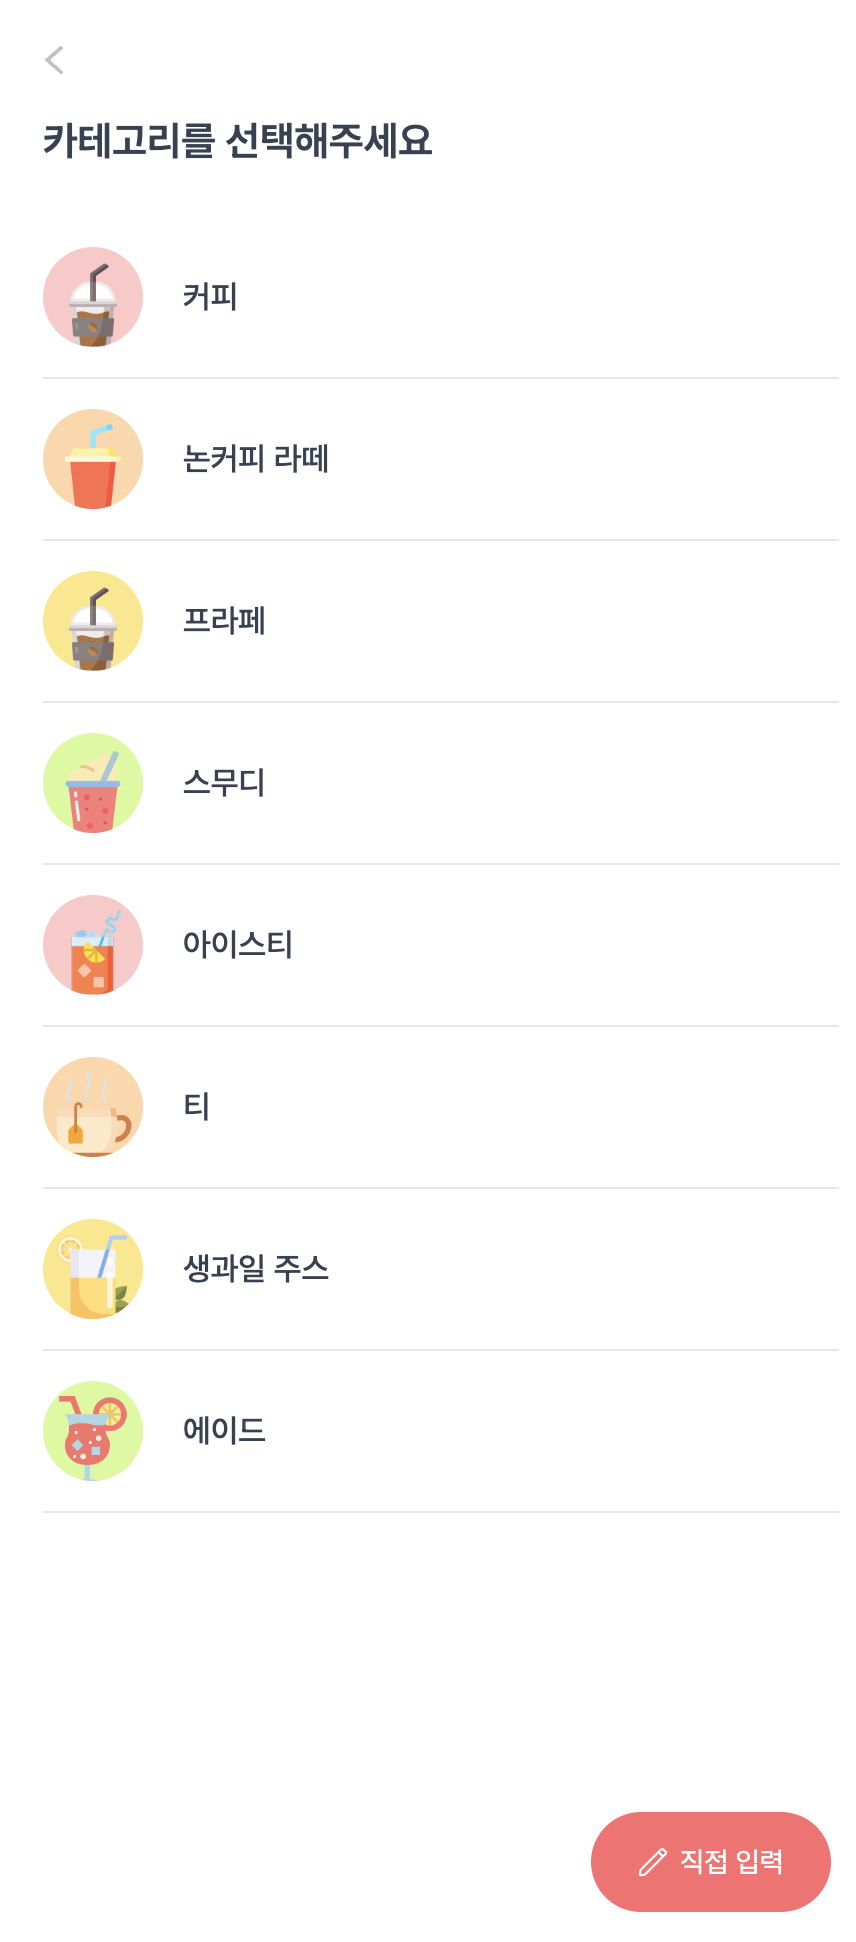 카테고리를 선택해주세요
커피
논커피 라떼
프라페
스무디
아이스티
티
생과일 주스
에이드
직접 입력